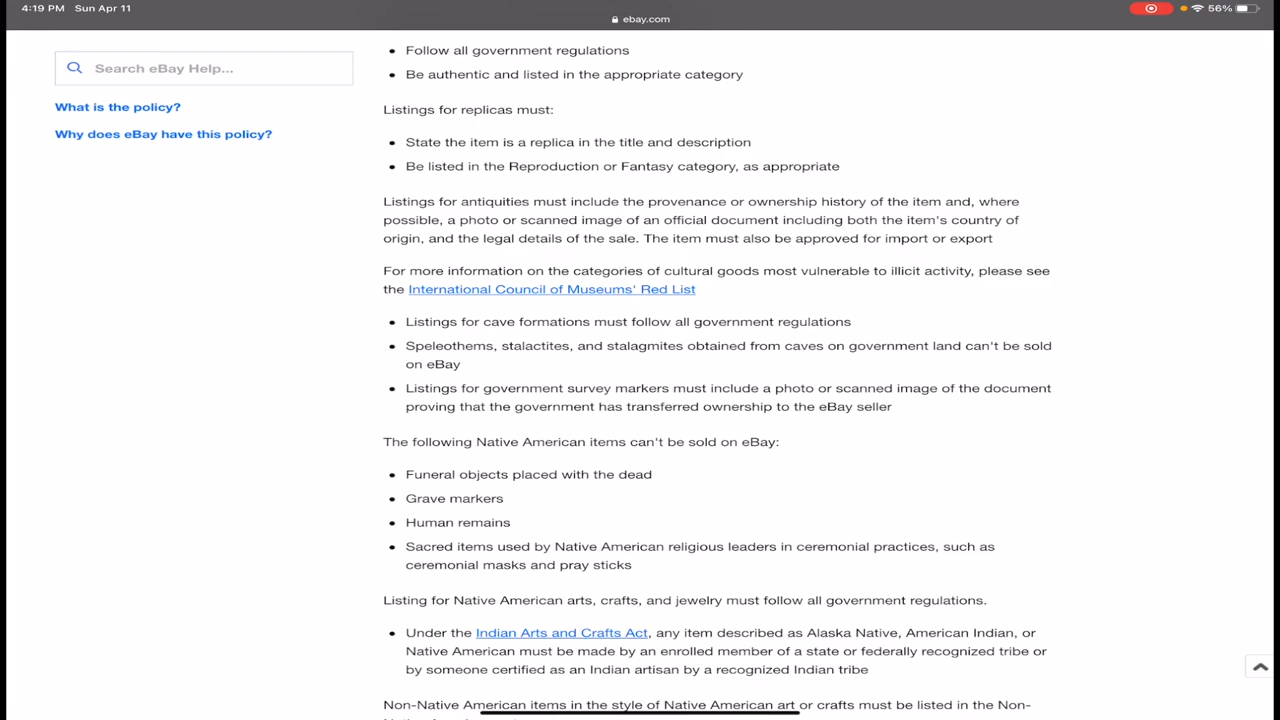 4:19 PM Sun Apr 11
56%
ebay.com
Search eBay Help...
What is the policy?
Why does eBay have this policy?
• Follow all government regulations
• Be authentic and listed in the appropriate category
Listings for replicas must:
• State the item is a replica in the title and description
• Be listed in the Reproduction or Fantasy category, as appropriate
Listings for antiquities must include the provenance or ownership history of the item and, where
possible, a photo or scanned image of an official document including both the item's country of
origin, and the legal details of the sale. The item must also be approved for import or export
For more information on the categories of cultural goods most vulnerable to illicit activity, please see
the International Council of Museums' Red List
• Listings for cave formations must follow all government regulations
• Speleothems, stalactites, and stalagmites obtained from caves on government land can't be sold
on eBay
• Listings for government survey markers must include a photo or scanned image of the document
proving that the government has transferred ownership to the eBay seller
The following Native American items can't be sold on eBay:
• Funeral objects placed with the dead
• Grave markers
• Human remains
• Sacred items used by Native American religious leaders in ceremonial practices, such as
ceremonial masks and pray sticks
Listing for Native American arts, crafts, and jewelry must follow all government regulations.
• Under the Indian Arts and Crafts Act, any item described as Alaska Native, American Indian, or
Native American must be made by an enrolled member of a state or federally recognized tribe or
by someone certified as an Indian artisan by a recognized Indian tribe
Non-Native American items in the style of Native American art or crafts must be listed in the Non-